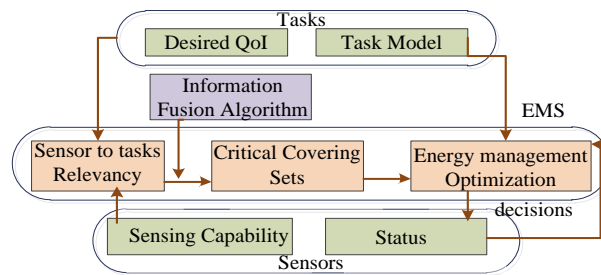 Tasks
Desired QoI
Task Model
Information
Fusion Algorithm
EMS
Sensor to tasks
Relevancy
Critical Covering
Sets
Energy management
Optimization
decisions
Sensing Capability
Status
Sensors